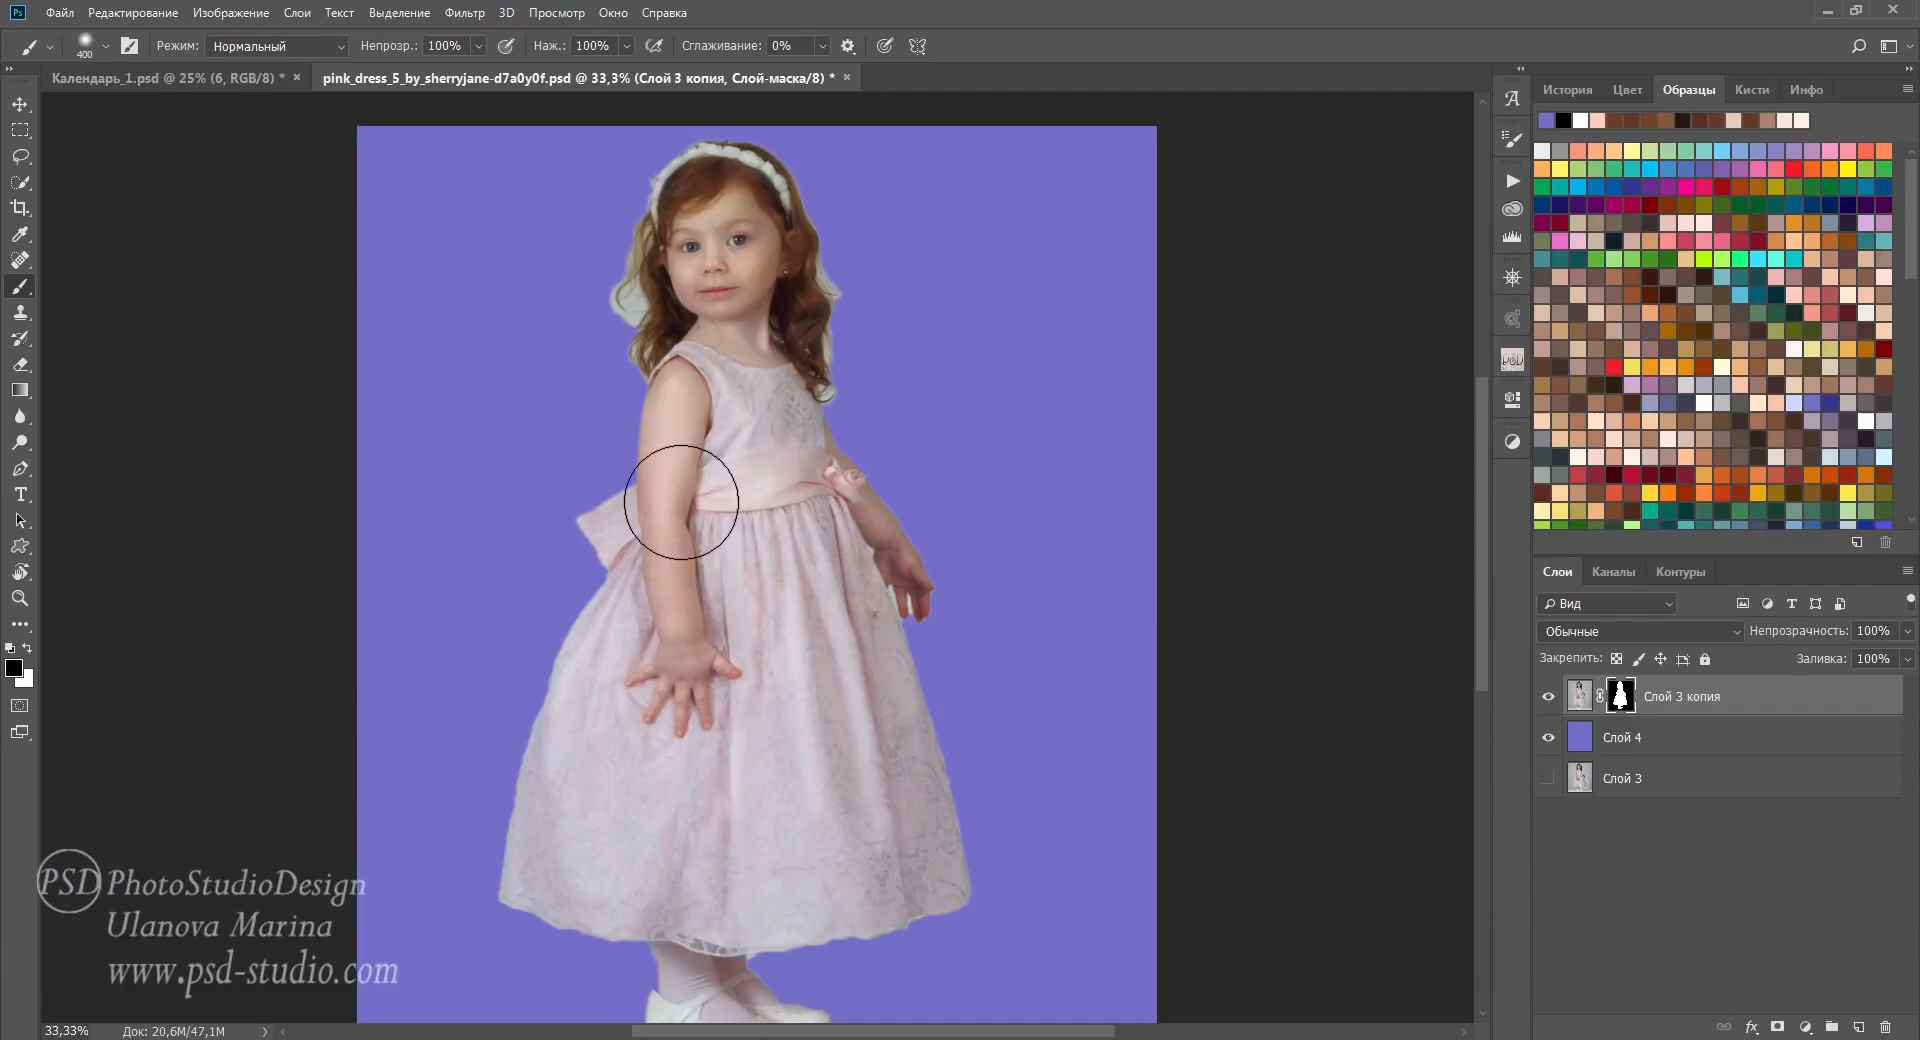 Ps Файл Редактирование Изображение Слои Текст Выделение Фильтр 3D Просмотр Окно Справка
400 Режим: Нормальный Непрозр.: 100% Наж.: 100% Сглаживание: 0%
Календарь_1.psd @ 25% (6, RGB/8) * × pink_dress_5_by_sherryjane-d7a0y0f.psd @ 33,3% (Слой 3 копия, Слой-маска/8) * ×
История Цвет Образцы Кисти Инфо
Слои Каналы Контуры
Вид
Обычные Непрозрачность: 100%
Закрепить: Заливка: 100%
Слой 3 копия
Слой 4
Слой 3
PSD PhotoStudioDesign
Ulanova Marina
www.psd-studio.com
33,33% Док: 20,6M/47,1M
fx